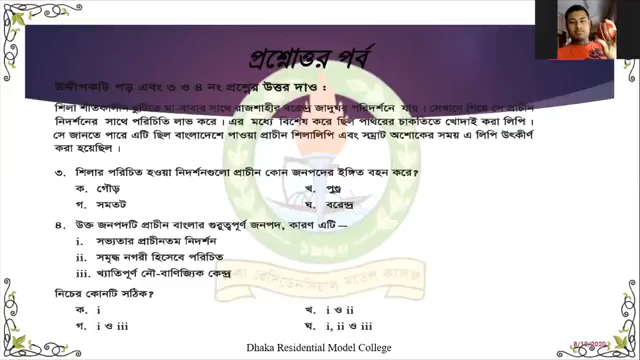 প্রশ্নোত্তর পর্ব
উদ্দীপকটি পড় এবং ৩ ও ৪ নং প্রশ্নের উত্তর দাও :
শিলা শীতকালীন ছুটিতে মা-বাবার সাথে রাজশাহীর বরেন্দ্র জাদুঘর পরিদর্শনে যায়। সেখানে গিয়ে সে প্রাচীন
নিদর্শনের সাথে পরিচিতি লাভ করে। এর মধ্যে বিশেষ করে ছিল পাথরের চাকতিতে খোদাই করা লিপি।
সে জানতে পারে এটি ছিল বাংলাদেশে পাওয়া প্রাচীন শিলালিপি এবং সম্রাট অশোকের সময় এ লিপি উৎকীর্ণ
করা হয়েছিল।
৩. শিলার পরিচিত হওয়া নিদর্শনগুলো প্রাচীন কোন জনপদের ইঙ্গিত বহন করে?
ক. গৌড় খ. পুণ্ড্র
গ. সমতট ঘ. বরেন্দ্র
৪. উক্ত জনপদটি প্রাচীন বাংলার গুরুত্বপূর্ণ জনপদ, কারণ এটি—
i. সভ্যতার প্রাচীনতম নিদর্শন
ii. সমৃদ্ধ নগরী হিসেবে পরিচিত
iii. খ্যাতিপূর্ণ নৌ-বাণিজ্যিক কেন্দ্র
নিচের কোনটি সঠিক?
ক. i খ. i ও ii
গ. i ও iii ঘ. i, ii ও iii
Dhaka Residential Model College